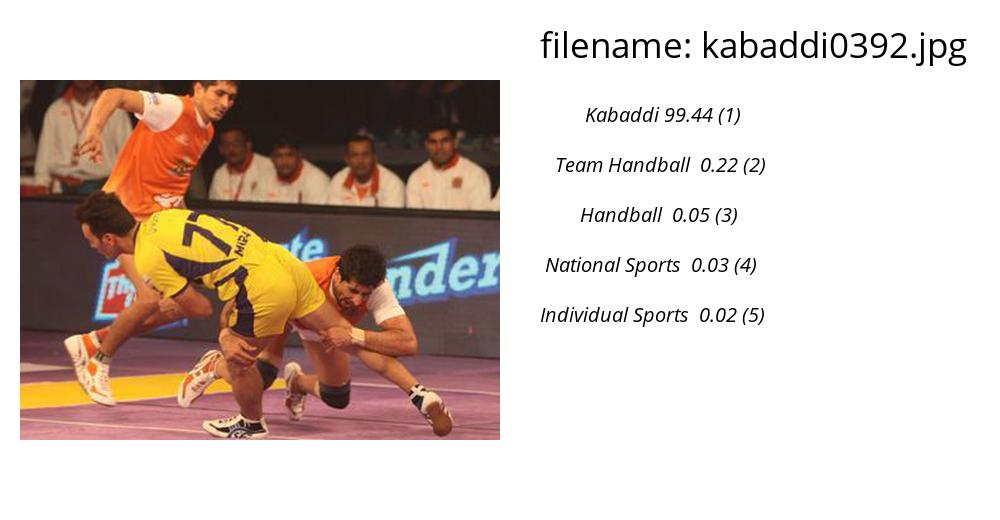 filename: kabaddi0392.jpg
Kabaddi 99.44 (1)
Team Handball 0.22 (2)
Handball 0.05 (3)
National Sports 0.03 (4)
Individual Sports 0.02 (5)
77